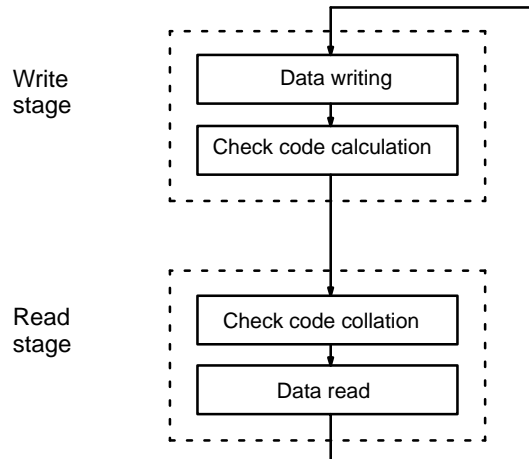 Write
stage
Data writing
Check code calculation
Read
stage
Check code collation
Data read